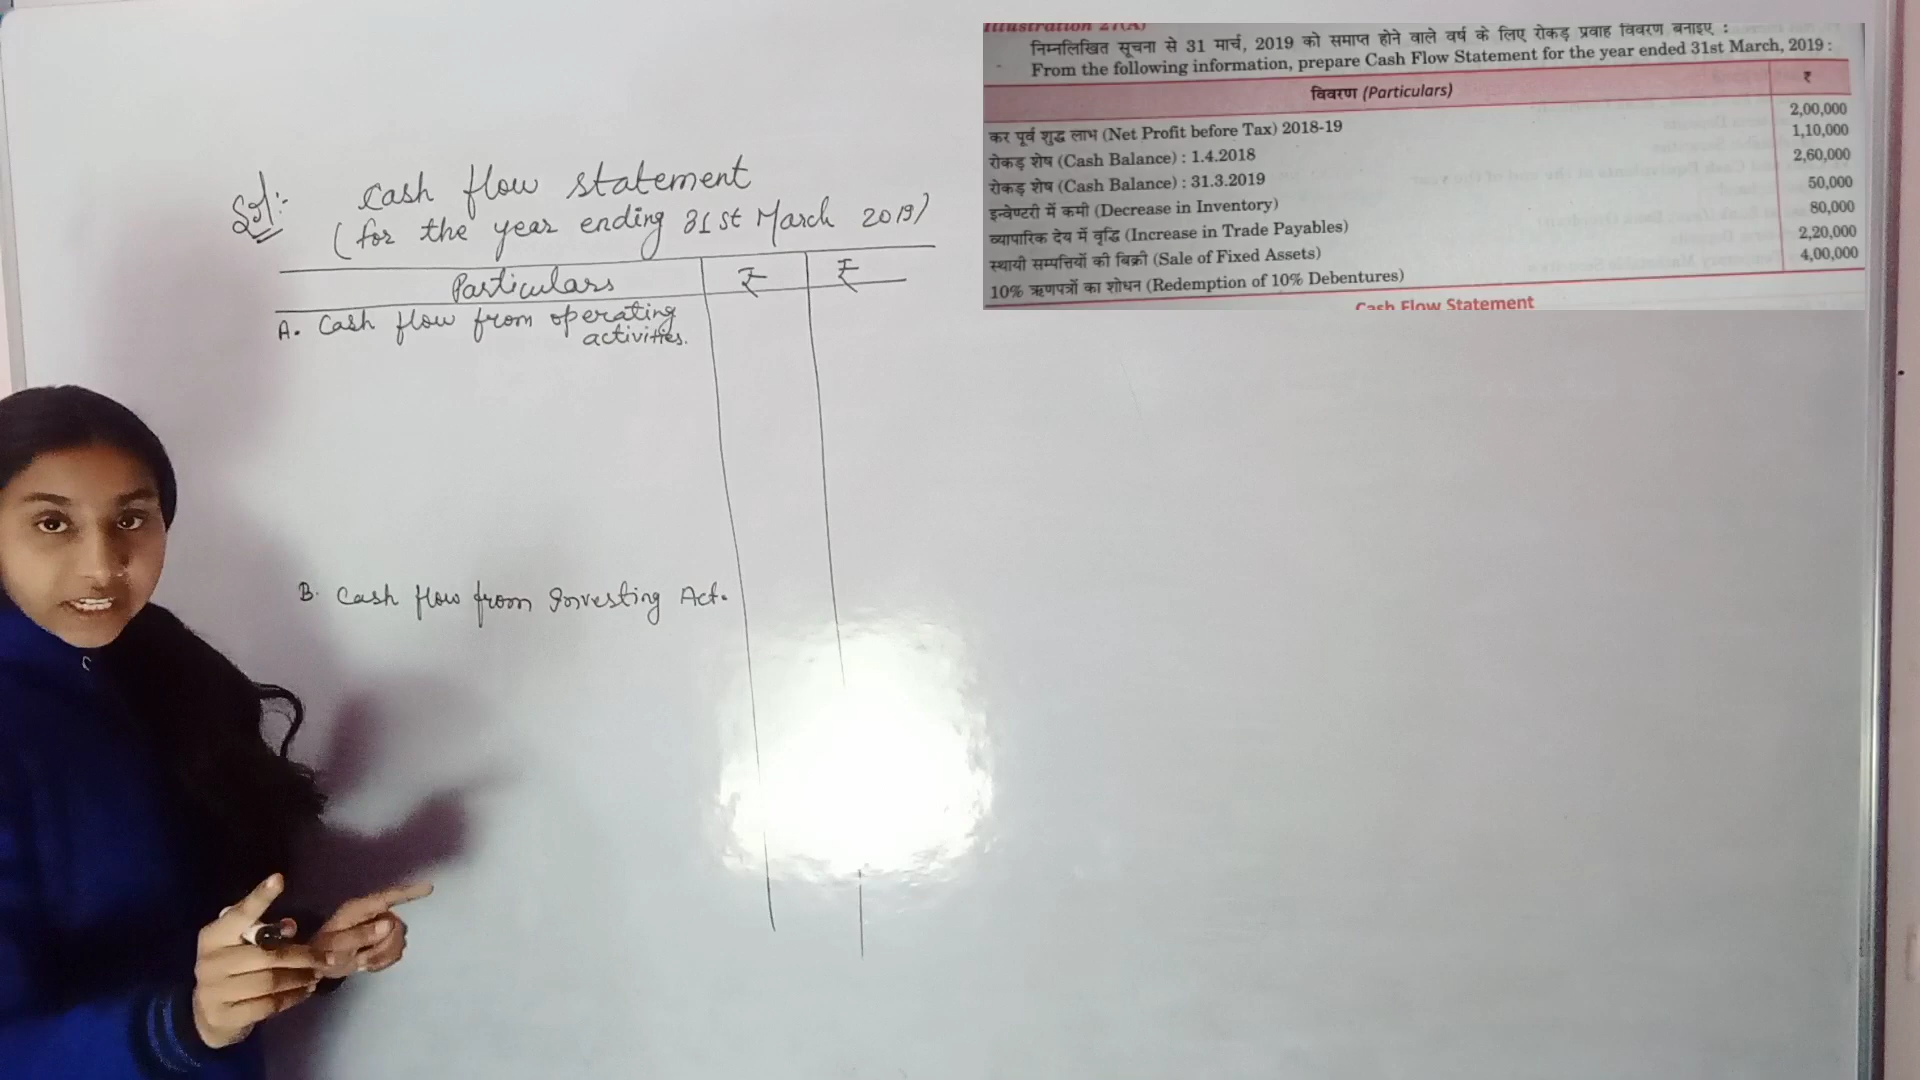 Sol:-
Cash flow statement
(for the year ending 31st March 2019)
Particulars ₹ ₹
A. Cash flow from operating
activities.
B. Cash flow from Investing Act.
Illustration 27(A)
निम्नलिखित सूचना से 31 मार्च, 2019 को समाप्त होने वाले वर्ष के लिए रोकड़ प्रवाह विवरण बनाइए :
From the following information, prepare Cash Flow Statement for the year ended 31st March, 2019 :
विवरण (Particulars) ₹
कर पूर्व शुद्ध लाभ (Net Profit before Tax) 2018-19 2,00,000
रोकड़ शेष (Cash Balance) : 1.4.2018 1,10,000
रोकड़ शेष (Cash Balance) : 31.3.2019 2,60,000
इन्वेण्टरी में कमी (Decrease in Inventory) 50,000
व्यापारिक देय में वृद्धि (Increase in Trade Payables) 80,000
स्थायी सम्पत्तियों की बिक्री (Sale of Fixed Assets) 2,20,000
10% ऋणपत्रों का शोधन (Redemption of 10% Debentures) 4,00,000
Cash Flow Statement